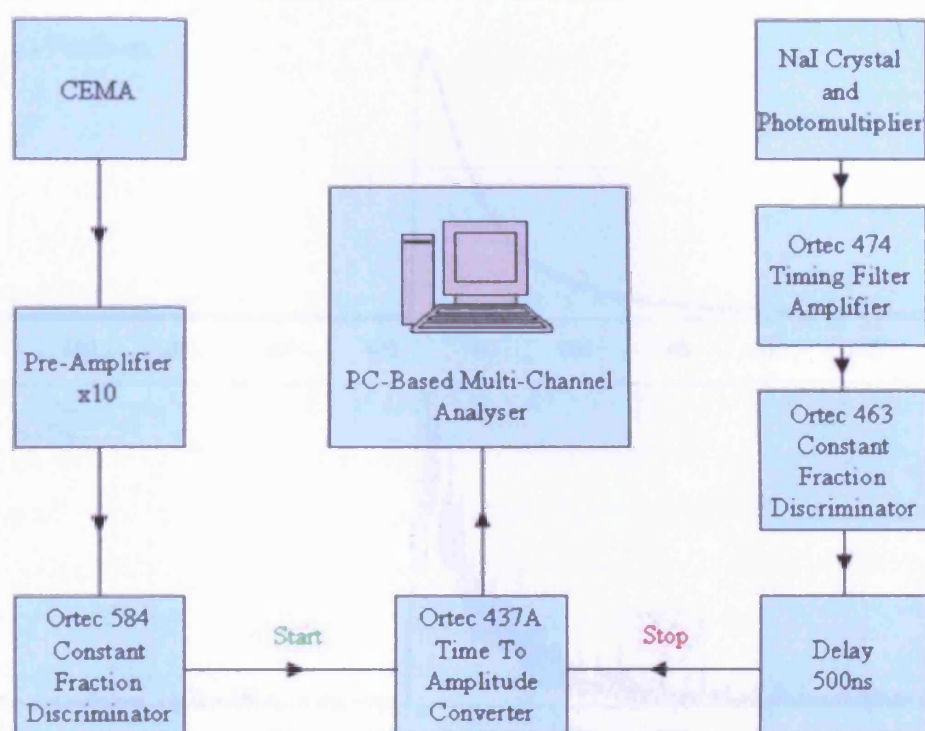 CEMA
NaI Crystal
and
Photomultiplier
Pre-Amplifier
x10
PC-Based Multi-Channel
Analyser
Ortec 474
Timing Filter
Amplifier
Ortec 463
Constant
Fraction
Discriminator
Ortec 584
Constant
Fraction
Discriminator
Start
Ortec 437A
Time To
Amplitude
Converter
Stop
Delay
500ns